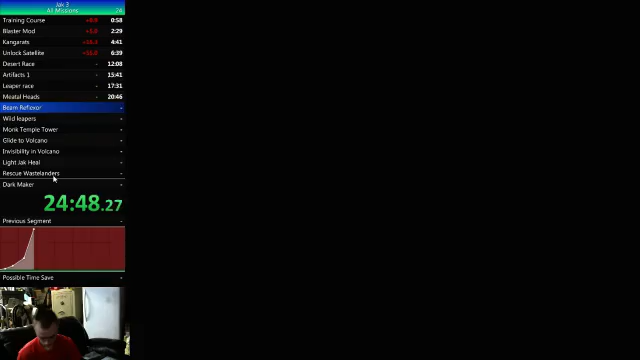 Jak 3
All Missions 24
Training Course +0.9 0:58
Blaster Mod 2:29
Kangarats 4:41
Unlock Satellite 6:39
Desert Race - 12:08
Artifacts 1 - 15:41
Leaper race - 17:31
Meatal Heads - 20:46
Beam Reflexor -
Wild leapers -
Monk Temple Tower -
Glide to Volcano -
Invisibility in Volcano -
Light Jak Heal -
Rescue Wastelanders -
Dark Maker -
24:48.27
Previous Segment -
Possible Time Save -